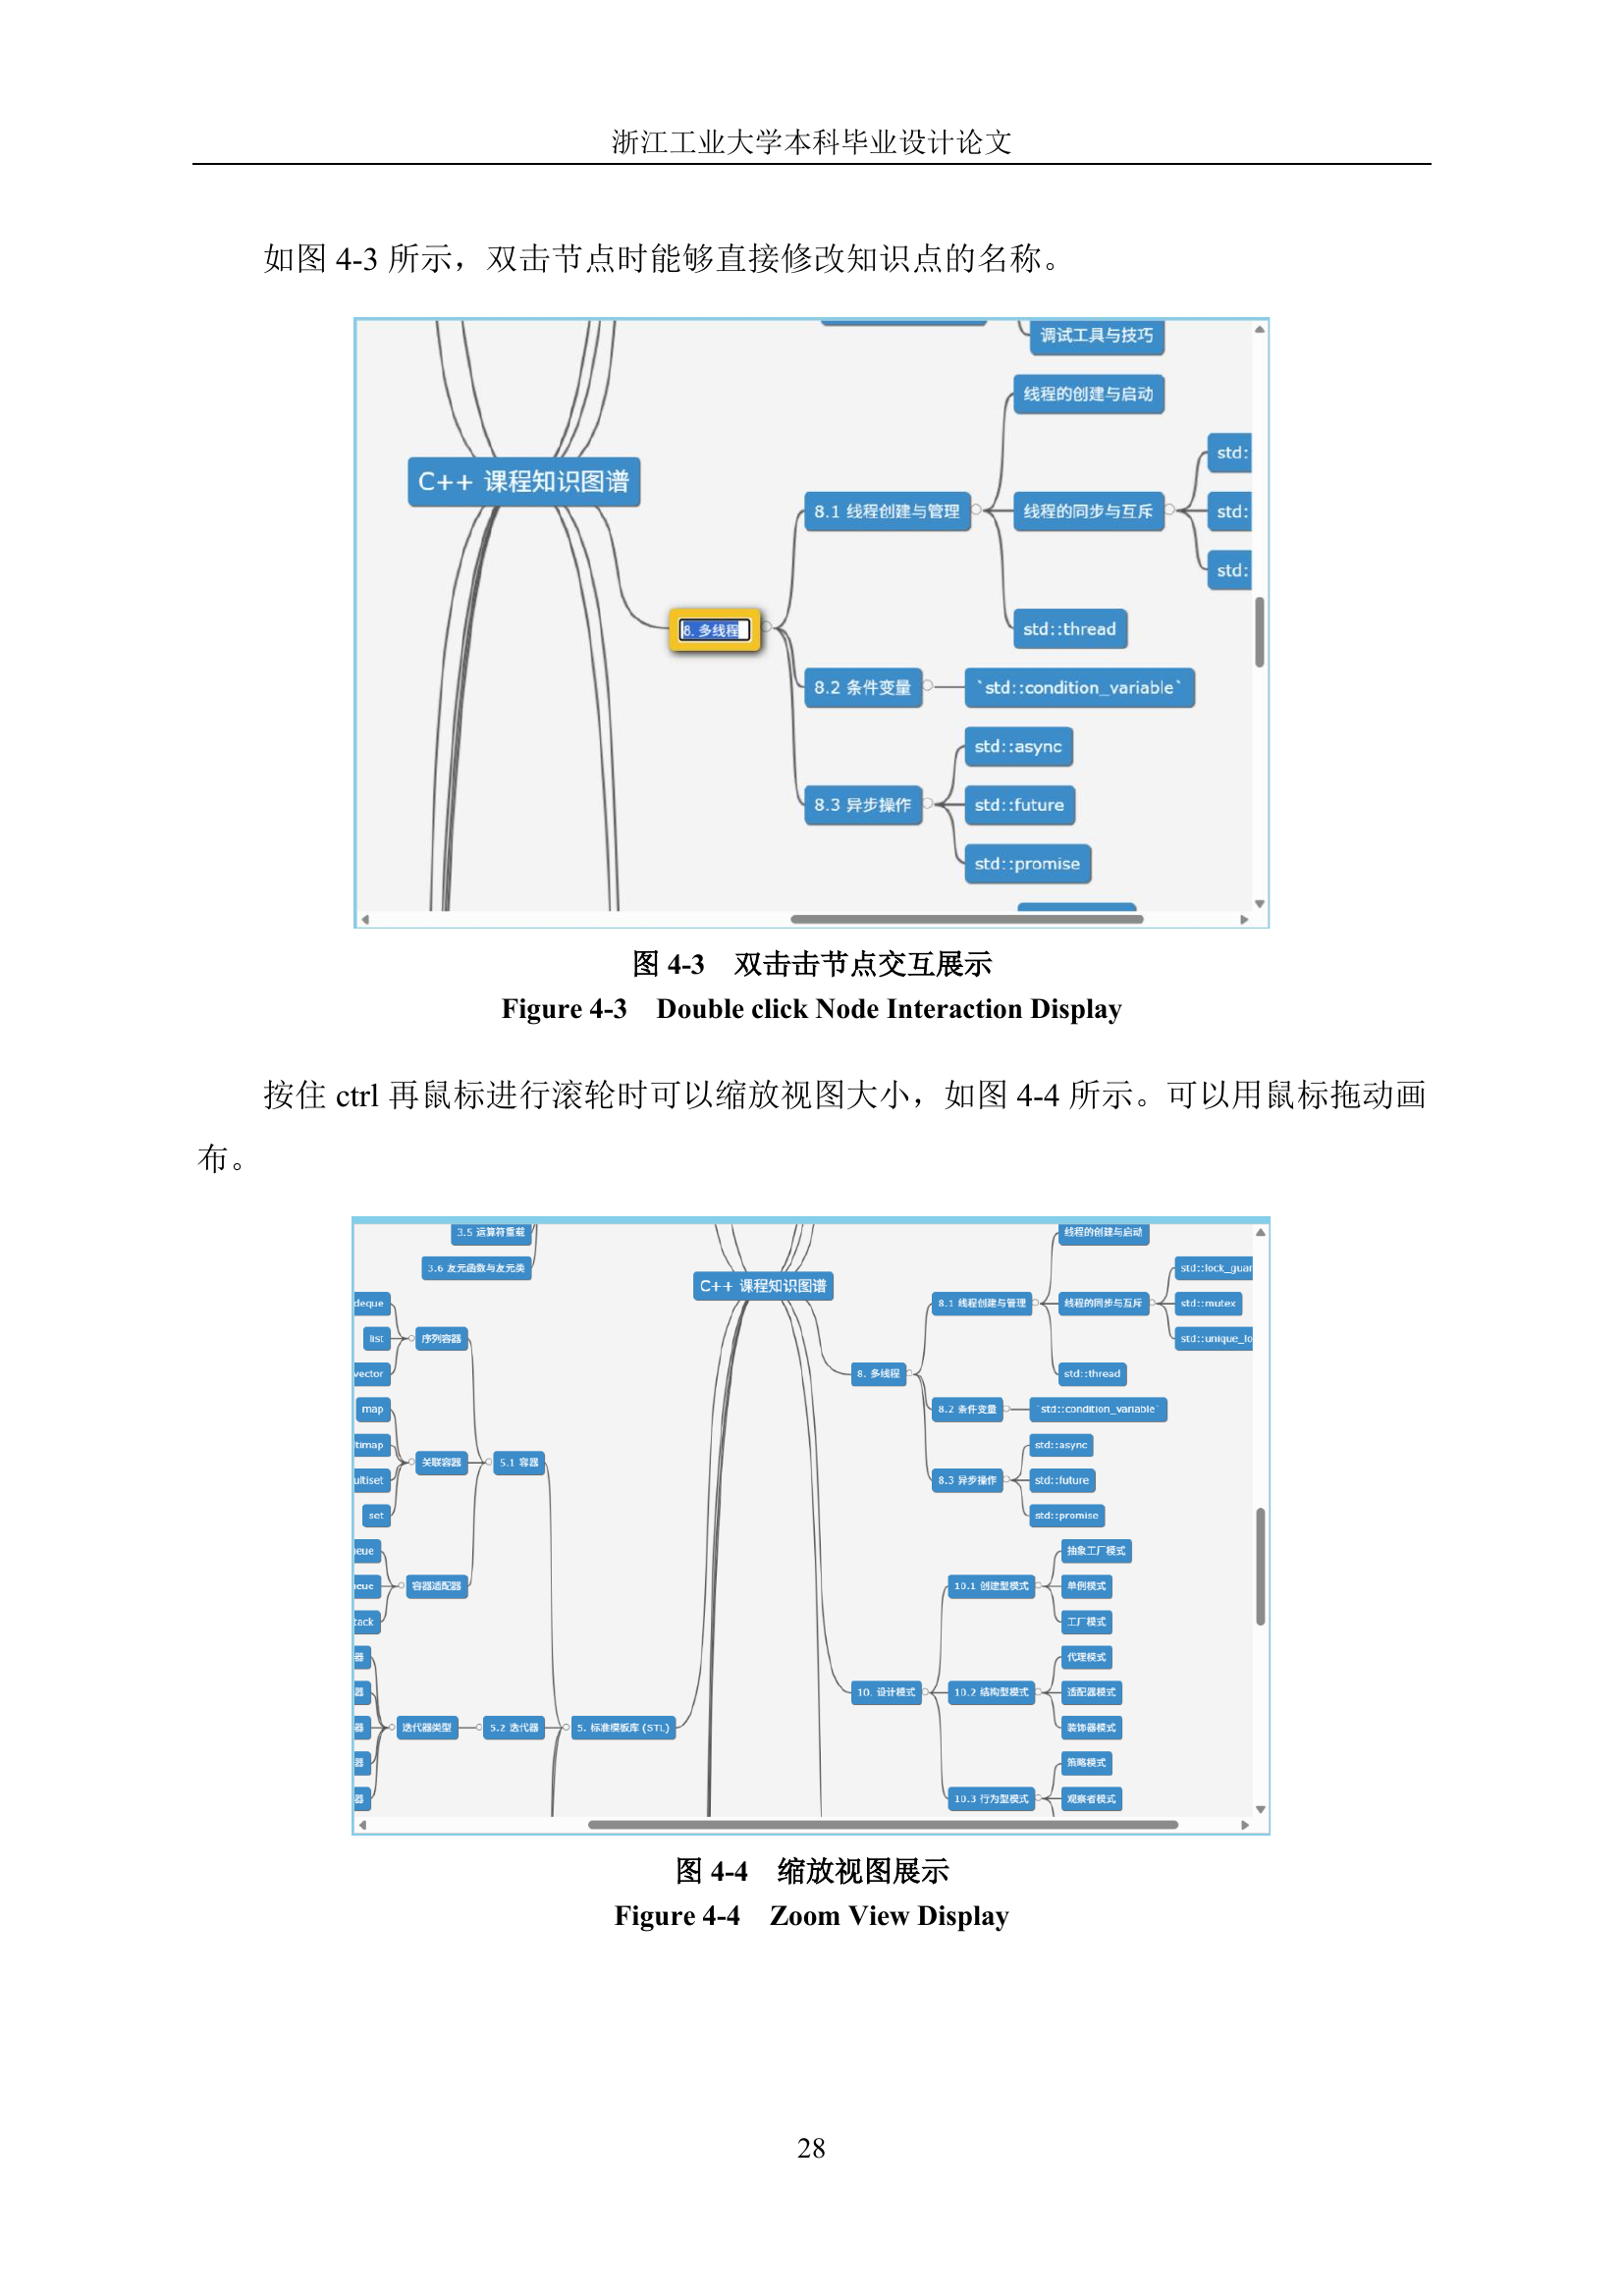 浙江工业大学本科毕业设计论文
如图 4-3 所示，双击节点时能够直接修改知识点的名称。
调试工具与技巧
线程的创建与启动
std:
C++ 课程知识图谱
8.1 线程创建与管理
线程的同步与互斥
std:
std:
8. 多线程
std::thread
8.2 条件变量
`std::condition_variable`
std::async
8.3 异步操作
std::future
std::promise
图 4-3 双击击节点交互展示
Figure 4-3 Double click Node Interaction Display
按住 ctrl 再鼠标进行滚轮时可以缩放视图大小，如图 4-4 所示。可以用鼠标拖动画
布。
3.5 运算符重载
线程的创建与启动
3.6 友元函数与友元类
C++ 课程知识图谱
std::lock_guar
deque
8.1 线程创建与管理
线程的同步与互斥
std::mutex
list
序列容器
std::unique_lo
vector
8. 多线程
std::thread
map
8.2 条件变量
`std::condition_variable`
timap
std::async
关联容器
5.1 容器
ultiset
8.3 异步操作
std::future
set
std::promise
eue
抽象工厂模式
eue
容器适配器
10.1 创建型模式
单例模式
tack
工厂模式
器
代理模式
器
10. 设计模式
10.2 结构型模式
适配器模式
器
迭代器类型
5.2 迭代器
5. 标准模板库 (STL)
装饰器模式
器
策略模式
器
10.3 行为型模式
观察者模式
图 4-4 缩放视图展示
Figure 4-4 Zoom View Display
28